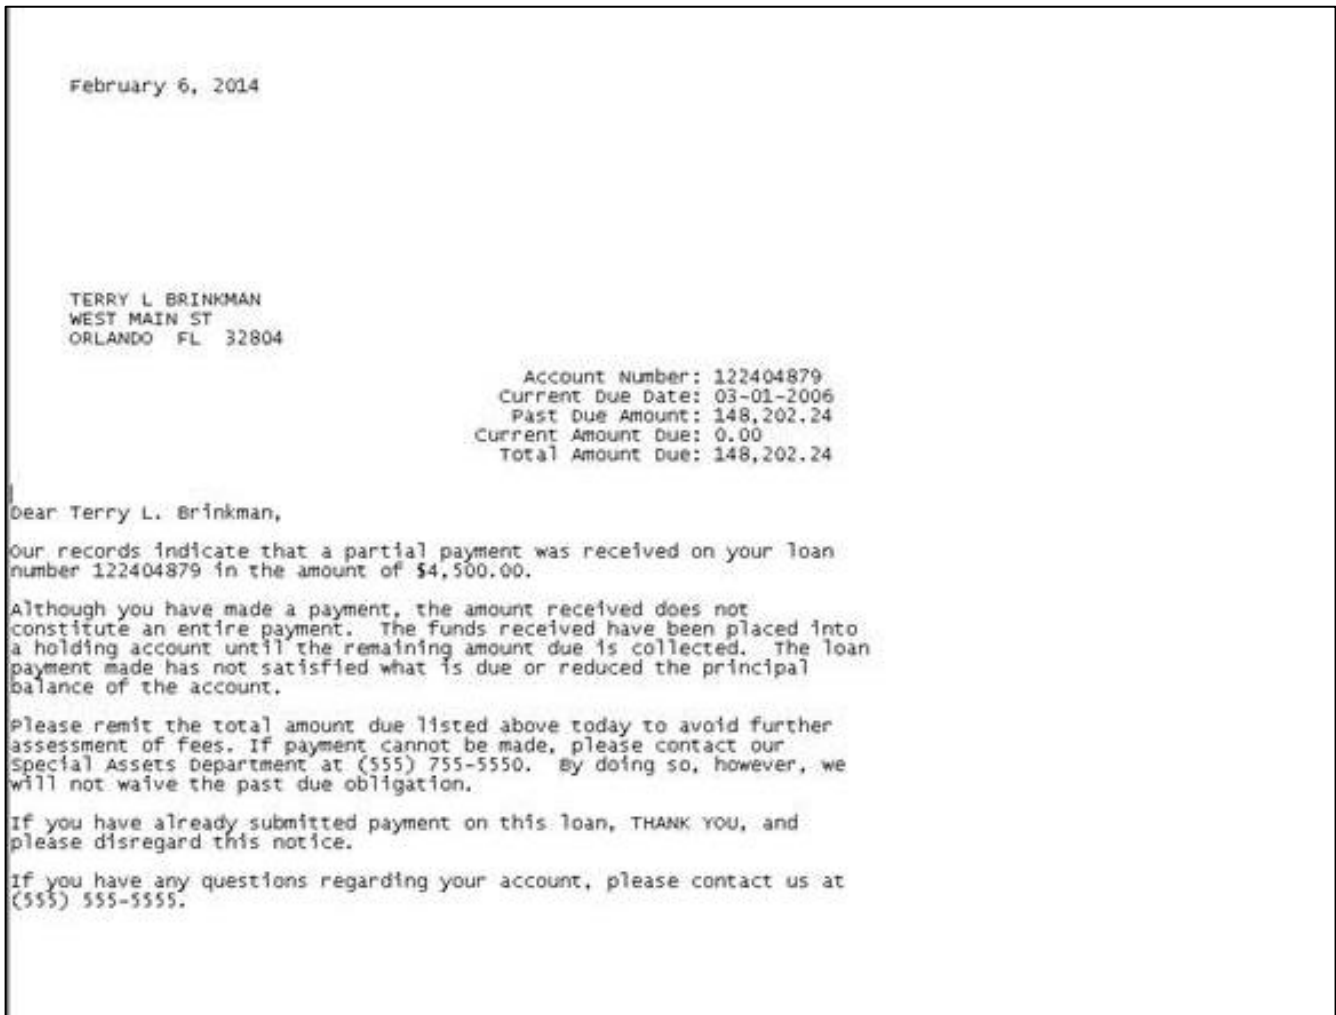 February 6, 2014
TERRY L BRINKMAN
WEST MAIN ST
ORLANDO  FL  32804
Account Number: 122404879
Current Due Date: 03-01-2006
Past Due Amount: 148,202.24
Current Amount Due: 0.00
Total Amount Due: 148,202.24
Dear Terry L. Brinkman,
Our records indicate that a partial payment was received on your loan
number 122404879 in the amount of $4,500.00.
Although you have made a payment, the amount received does not
constitute an entire payment.  The funds received have been placed into
a holding account until the remaining amount due is collected.  The loan
payment made has not satisfied what is due or reduced the principal
balance of the account.
Please remit the total amount due listed above today to avoid further
assessment of fees. If payment cannot be made, please contact our
Special Assets Department at (555) 755-5550.  By doing so, however, we
will not waive the past due obligation.
If you have already submitted payment on this loan, THANK YOU, and
please disregard this notice.
If you have any questions regarding your account, please contact us at
(555) 555-5555.